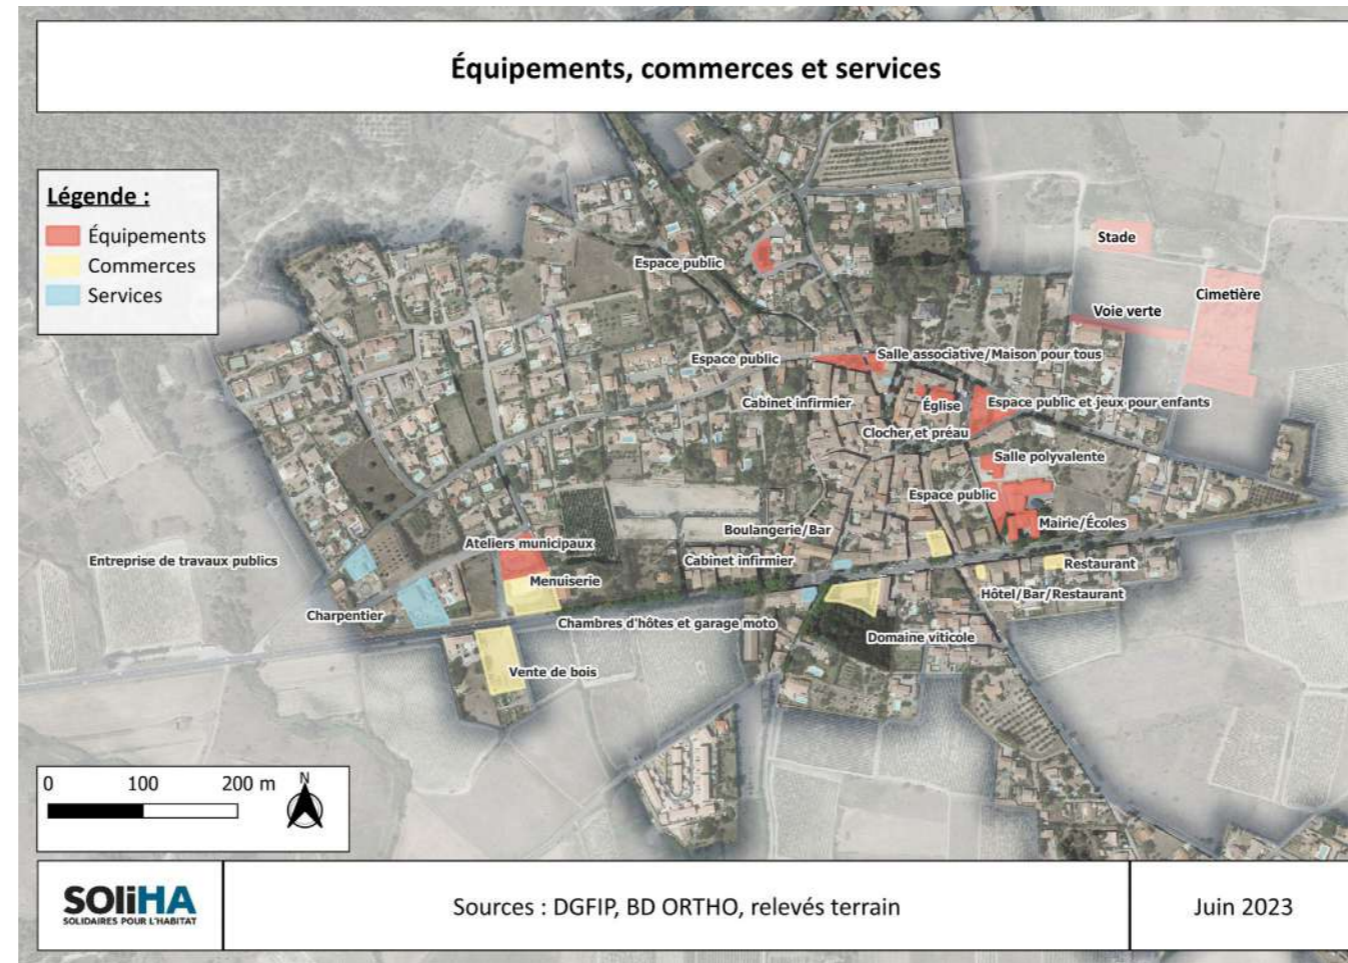 Équipements, commerces et services
Légende :
Équipements
Commerces
Services
Stade
Espace public
Cimetière
Voie verte
Espace public
Salle associative/Maison pour tous
Cabinet infirmier
Église
Espace public et jeux pour enfants
Clocher et préau
Salle polyvalente
Espace public
Mairie/Écoles
Boulangerie/Bar
Ateliers municipaux
Entreprise de travaux publics
Cabinet infirmier
Restaurant
Menuiserie
Hôtel/Bar/Restaurant
Charpentier
Chambres d'hôtes et garage moto
Domaine viticole
Vente de bois
0 100 200 m
N
SOliHA
SOLIDAIRES POUR L'HABITAT
Sources : DGFIP, BD ORTHO, relevés terrain
Juin 2023